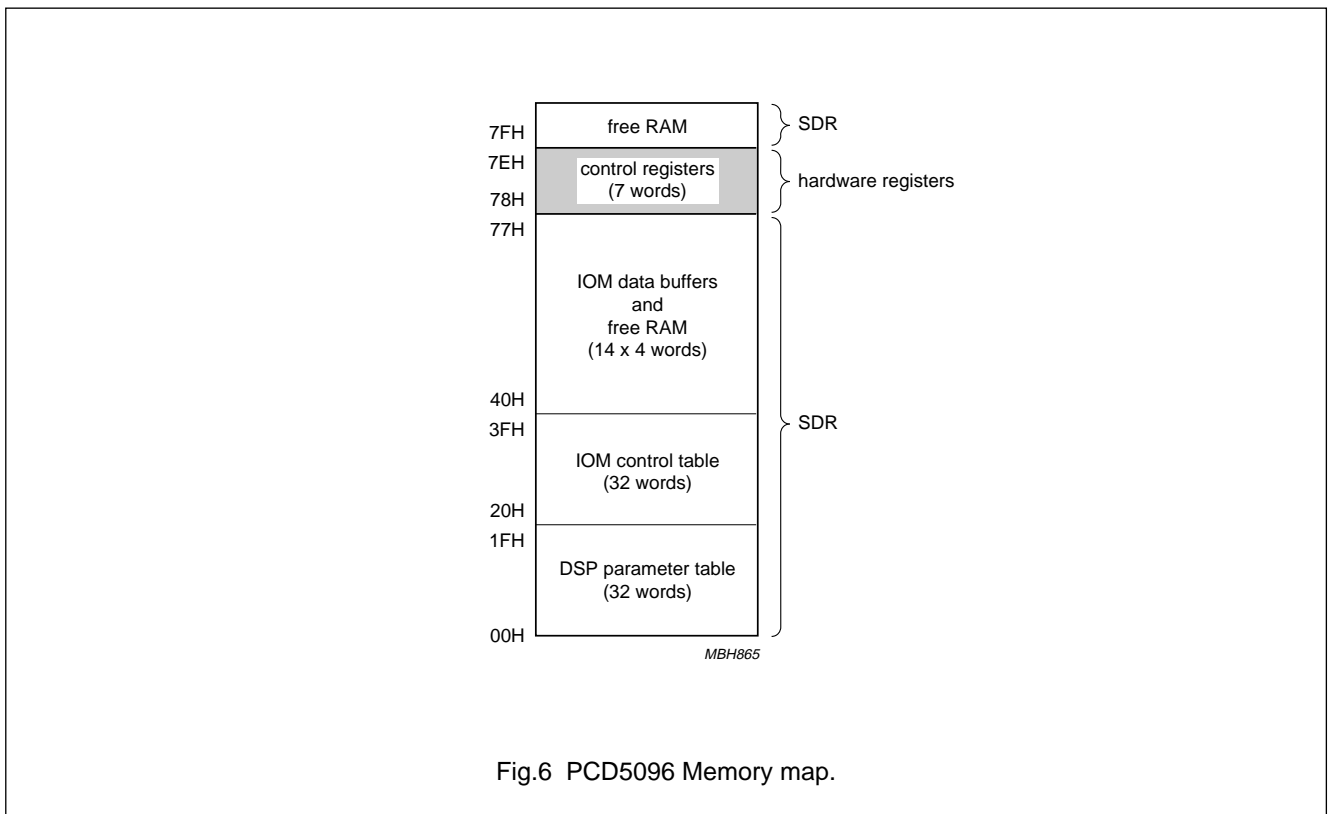 7FH
free RAM
SDR
7EH
control registers
(7 words)
hardware registers
78H
77H
IOM data buffers
and
free RAM
(14 x 4 words)
40H
SDR
3FH
IOM control table
(32 words)
20H
1FH
DSP parameter table
(32 words)
00H
MBH865
Fig.6 PCD5096 Memory map.